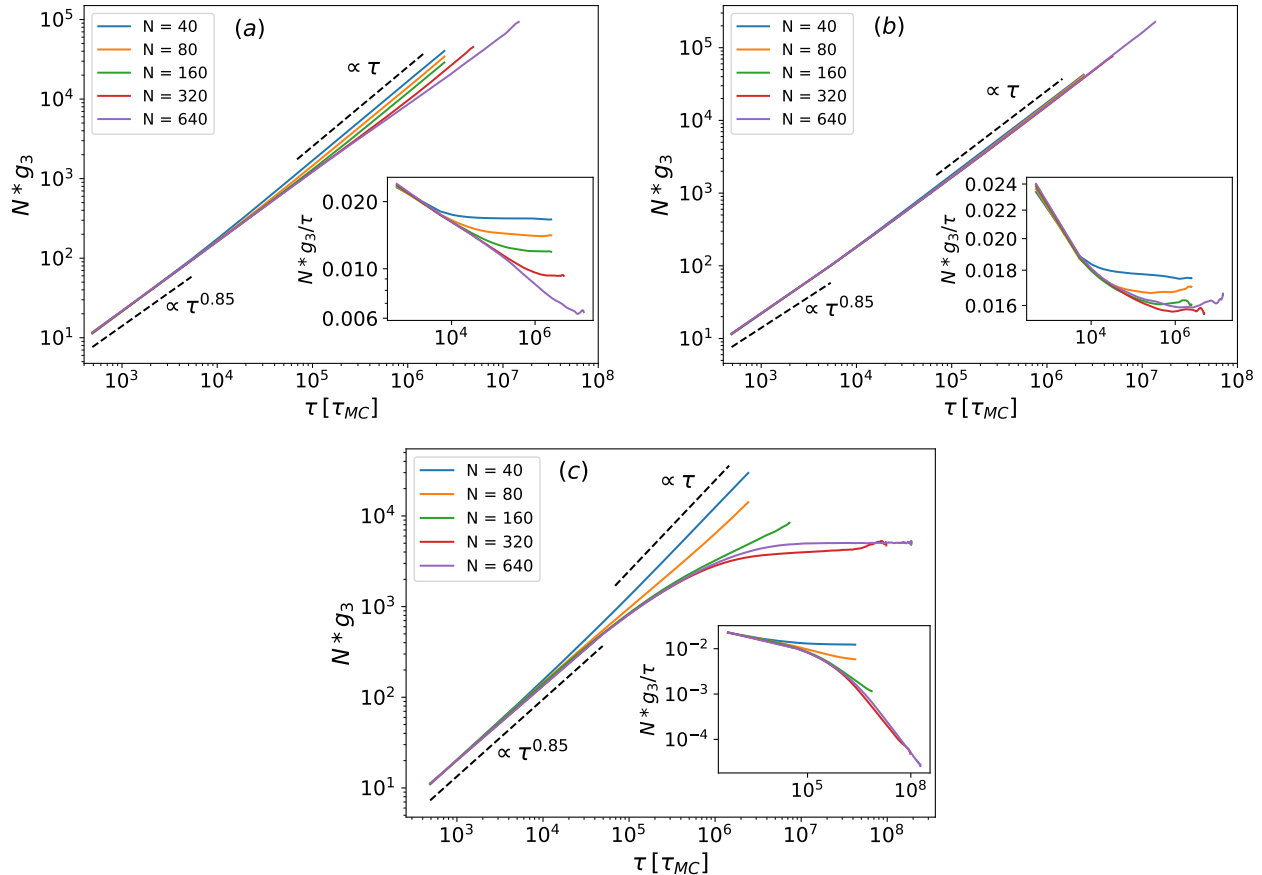 (a)
N = 40
N = 80
N = 160
N = 320
N = 640
∝ τ
∝ τ^0.85
N * g_3
10^5
10^4
10^3
10^2
10^1
10^3 10^4 10^5 10^6 10^7 10^8
τ [τ_MC]
N * g_3/τ
0.020
0.010
0.006
10^4 10^6
(b)
N = 40
N = 80
N = 160
N = 320
N = 640
∝ τ
∝ τ^0.85
N * g_3
10^5
10^4
10^3
10^2
10^1
10^3 10^4 10^5 10^6 10^7 10^8
τ [τ_MC]
N * g_3/τ
0.024
0.022
0.020
0.018
0.016
10^4 10^6
(c)
N = 40
N = 80
N = 160
N = 320
N = 640
∝ τ
∝ τ^0.85
N * g_3
10^4
10^3
10^2
10^1
10^3 10^4 10^5 10^6 10^7 10^8
τ [τ_MC]
N * g_3/τ
10^−2
10^−3
10^−4
10^5 10^8